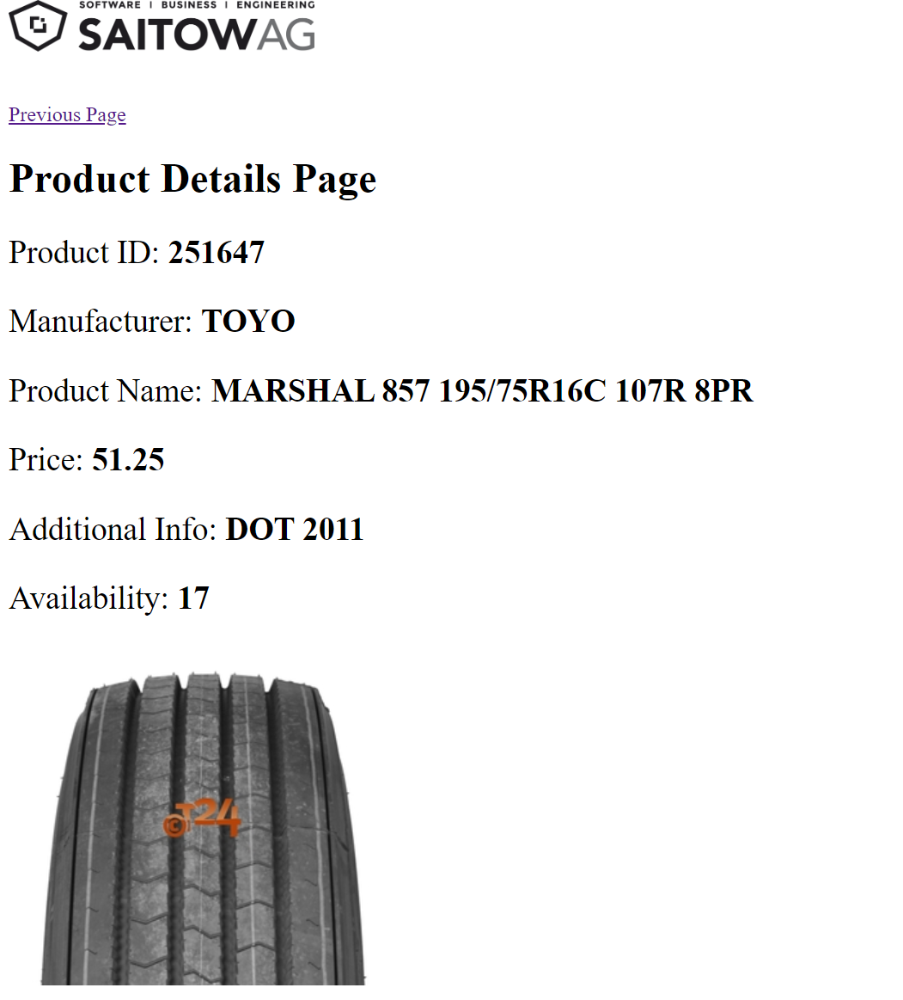 SOFTWARE | BUSINESS | ENGINEERING
SAITOWAG
Previous Page
Product Details Page
Product ID: 251647
Manufacturer: TOYO
Product Name: MARSHAL 857 195/75R16C 107R 8PR
Price: 51.25
Additional Info: DOT 2011
Availability: 17
©T24